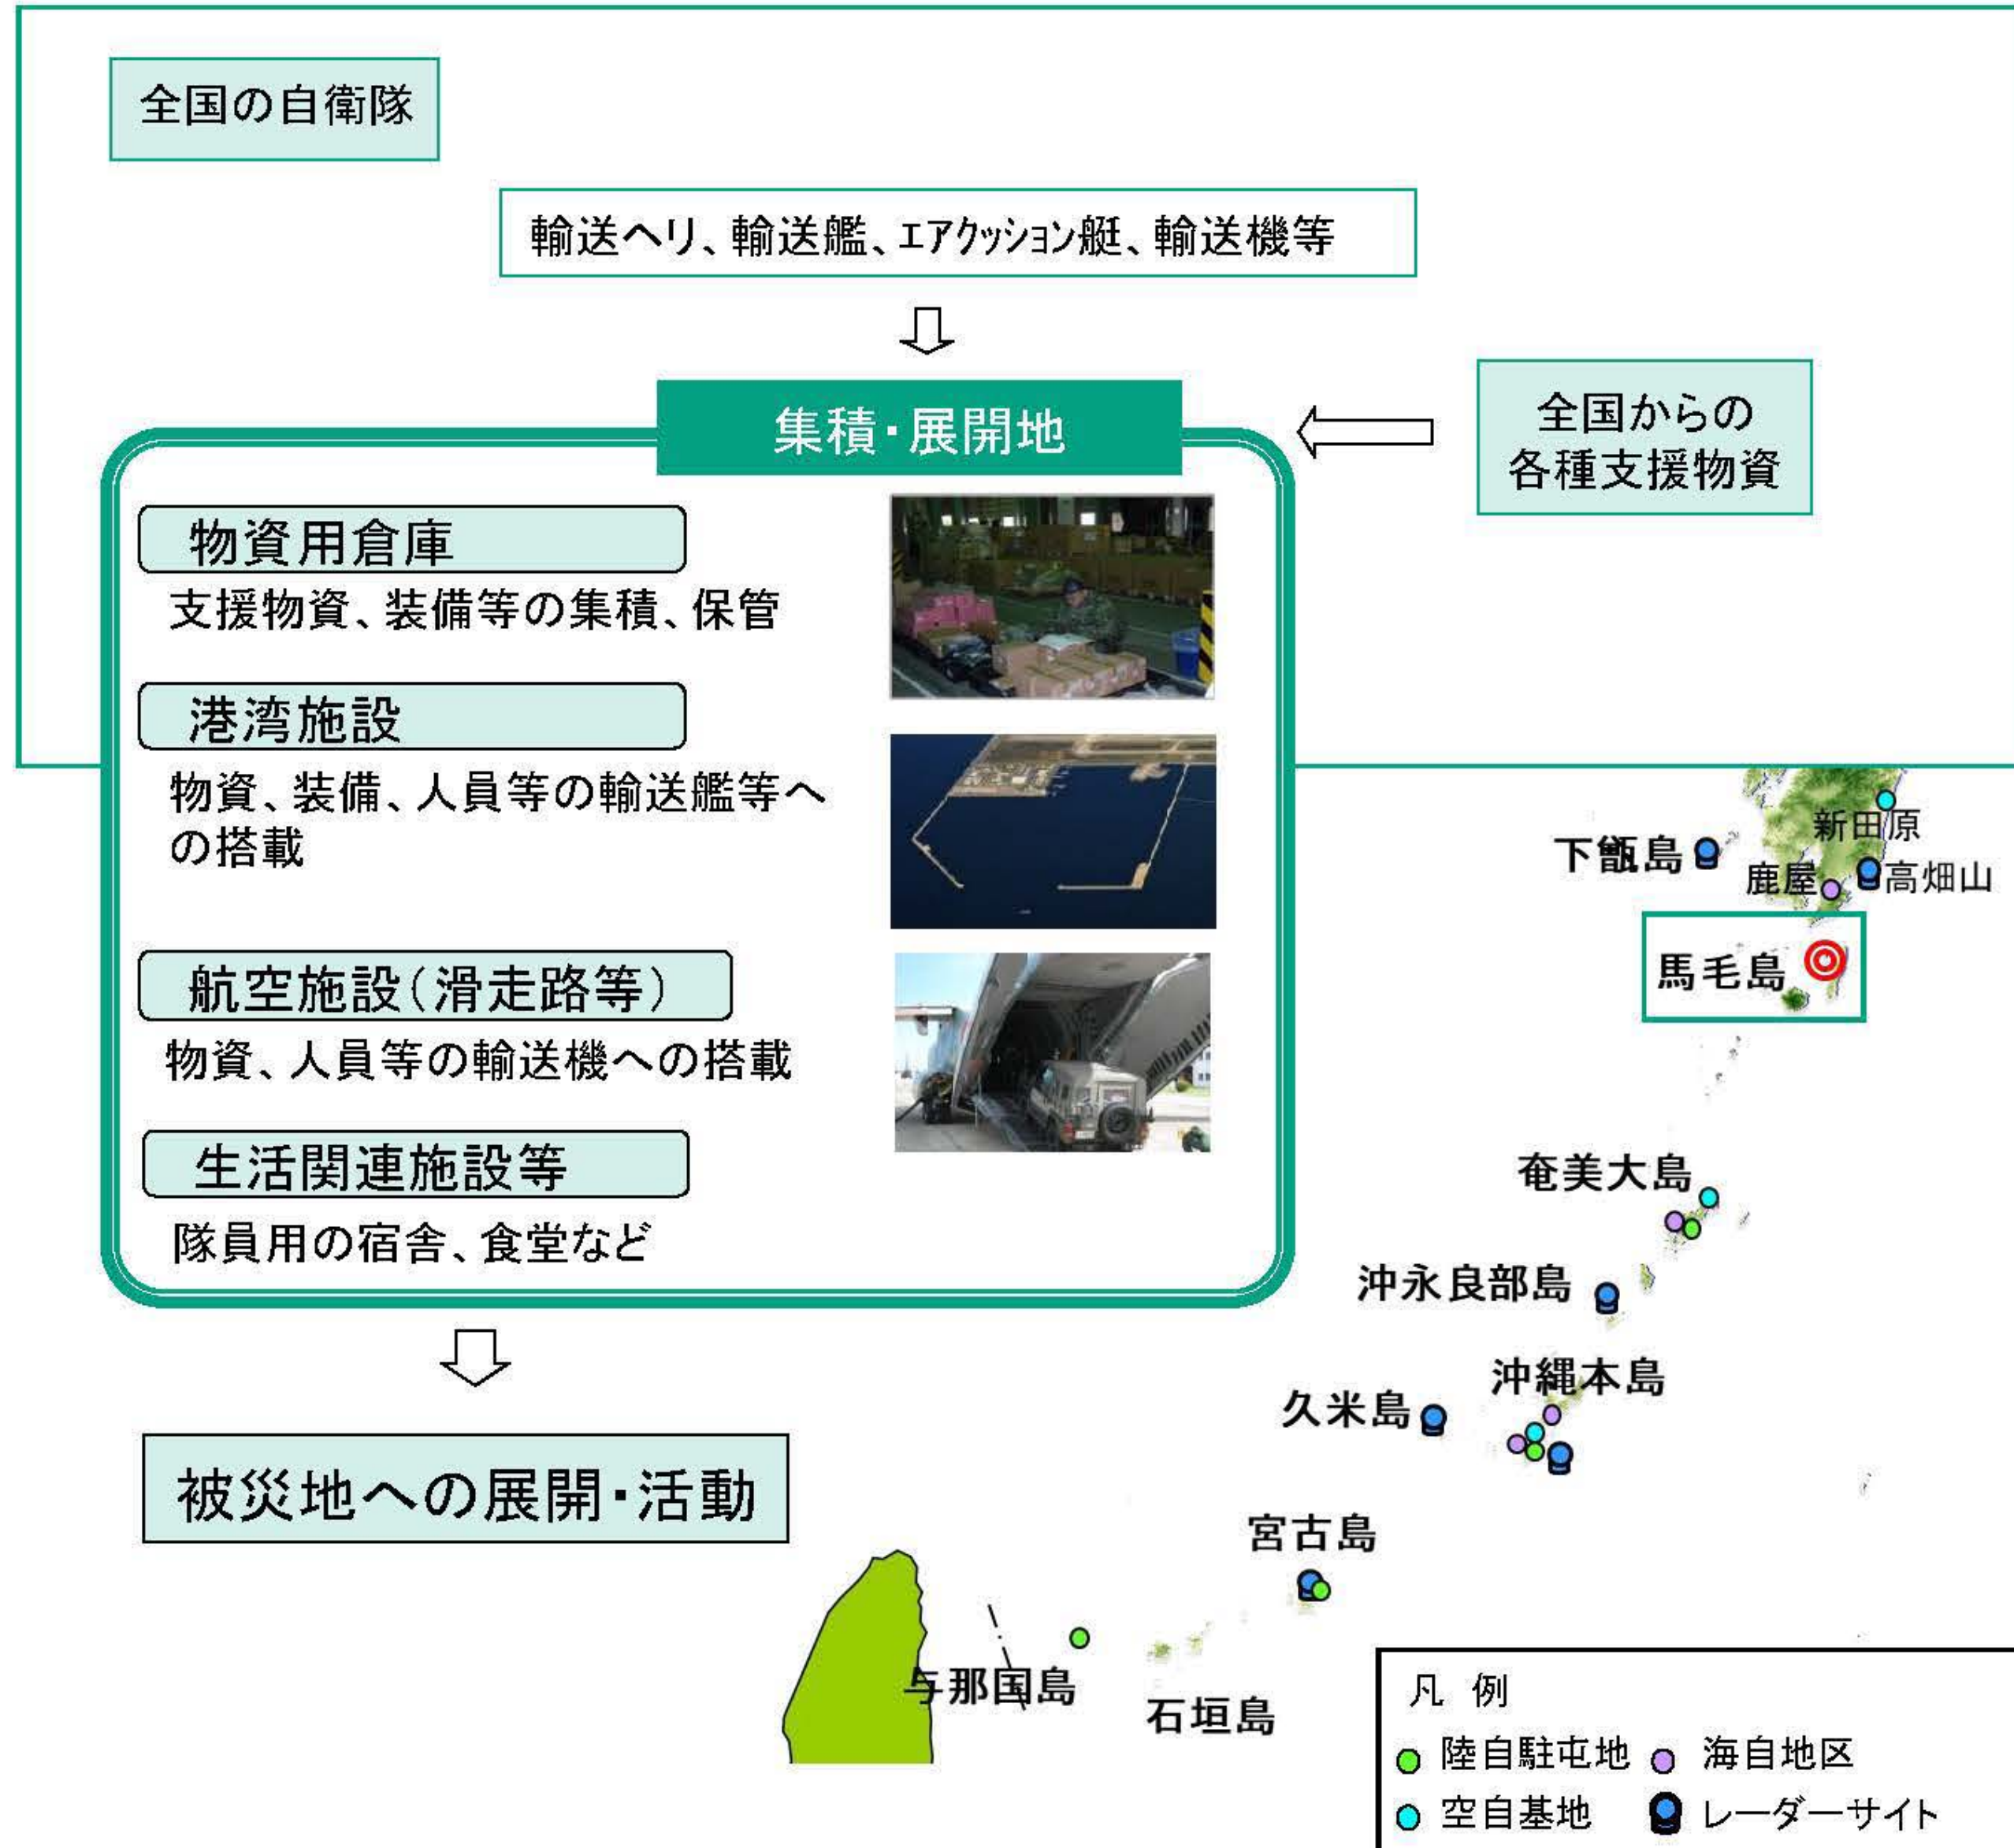 全国の自衛隊
輸送ヘリ、輸送艦、エアクッション艇、輸送機等
集積・展開地
全国からの
各種支援物資
物資用倉庫
支援物資、装備等の集積、保管
港湾施設
物資、装備、人員等の輸送艦等へ
の搭載
航空施設(滑走路等)
物資、人員等の輸送機への搭載
生活関連施設等
隊員用の宿舎、食堂など
被災地への展開・活動
新田原
下甑島
鹿屋
高畑山
馬毛島
奄美大島
沖永良部島
沖縄本島
久米島
宮古島
与那国島
石垣島
凡 例
陸自駐屯地 海自地区
空自基地 レーダーサイト